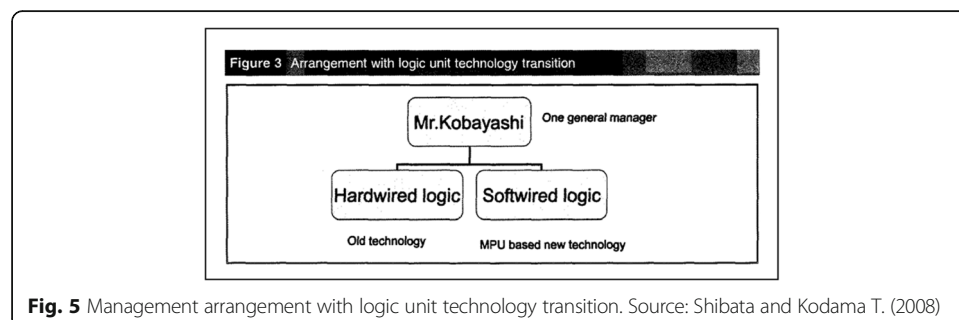 Figure 3 Arrangement with logic unit technology transition
Mr.Kobayashi
One general manager
Hardwired logic
Softwired logic
Old technology
MPU based new technology
Fig. 5 Management arrangement with logic unit technology transition. Source: Shibata and Kodama T. (2008)